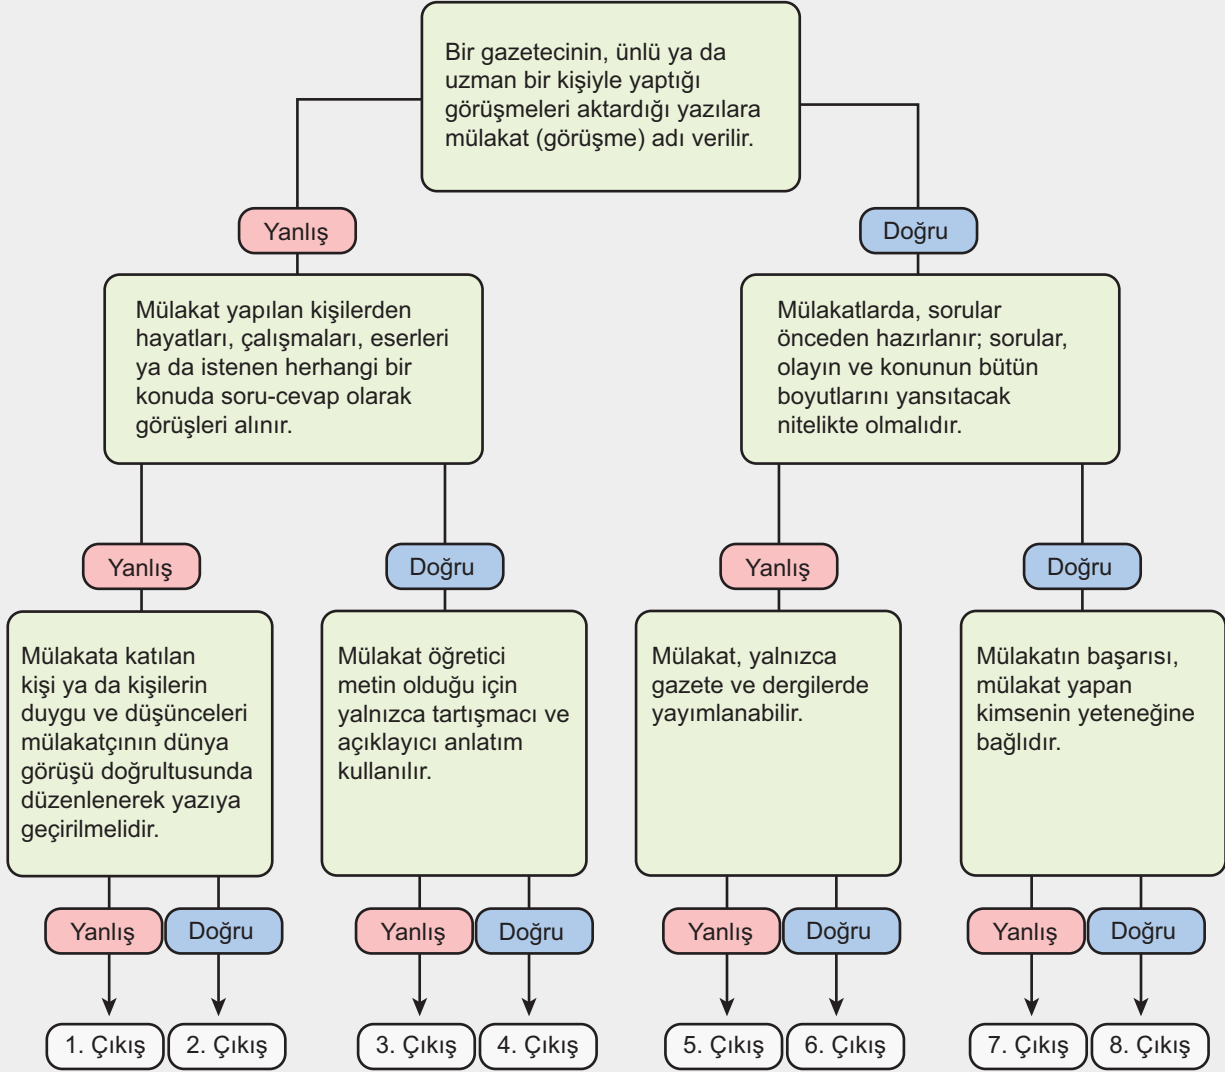 Bir gazetecinin, ünlü ya da
uzman bir kişiyle yaptığı
görüşmeleri aktardığı yazılara
mülakat (görüşme) adı verilir.
Yanlış
Doğru
Mülakat yapılan kişilerden
hayatları, çalışmaları, eserleri
ya da istenen herhangi bir
konuda soru-cevap olarak
görüşleri alınır.
Mülakatlarda, sorular
önceden hazırlanır; sorular,
olayın ve konunun bütün
boyutlarını yansıtacak
nitelikte olmalıdır.
Yanlış
Doğru
Yanlış
Doğru
Mülakata katılan
kişi ya da kişilerin
duygu ve düşünceleri
mülakatçının dünya
görüşü doğrultusunda
düzenlenerek yazıya
geçirilmelidir.
Mülakat öğretici
metin olduğu için
yalnızca tartışmacı ve
açıklayıcı anlatım
kullanılır.
Mülakat, yalnızca
gazete ve dergilerde
yayımlanabilir.
Mülakatın başarısı,
mülakat yapan
kimsenin yeteneğine
bağlıdır.
Yanlış
Doğru
Yanlış
Doğru
Yanlış
Doğru
Yanlış
Doğru
1. Çıkış
2. Çıkış
3. Çıkış
4. Çıkış
5. Çıkış
6. Çıkış
7. Çıkış
8. Çıkış